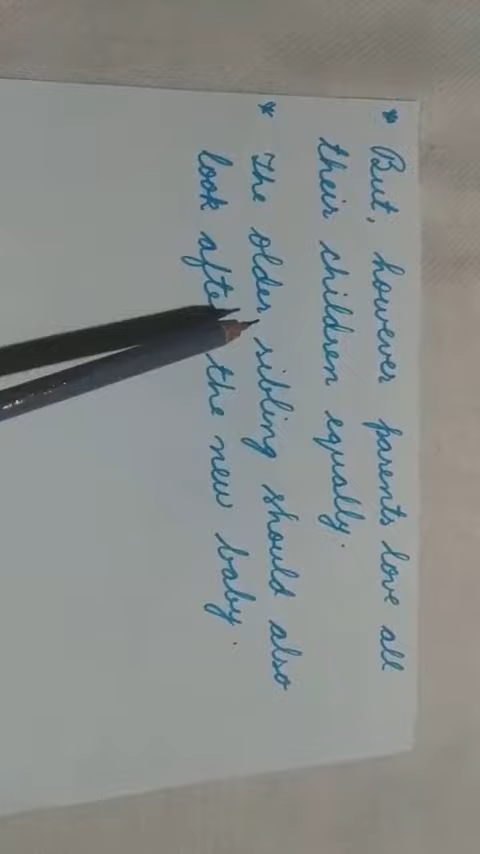 * But, however parents love all
their children equally.
* The older sibling should also
look after the new baby.